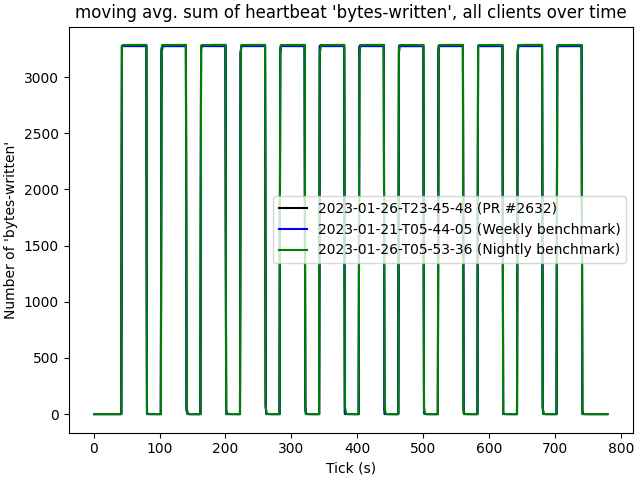 moving avg. sum of heartbeat 'bytes-written', all clients over time
Number of 'bytes-written'
3000
2500
2000
1500
1000
500
0
2023-01-26-T23-45-48 (PR #2632)
2023-01-21-T05-44-05 (Weekly benchmark)
2023-01-26-T05-53-36 (Nightly benchmark)
0 100 200 300 400 500 600 700 800
Tick (s)